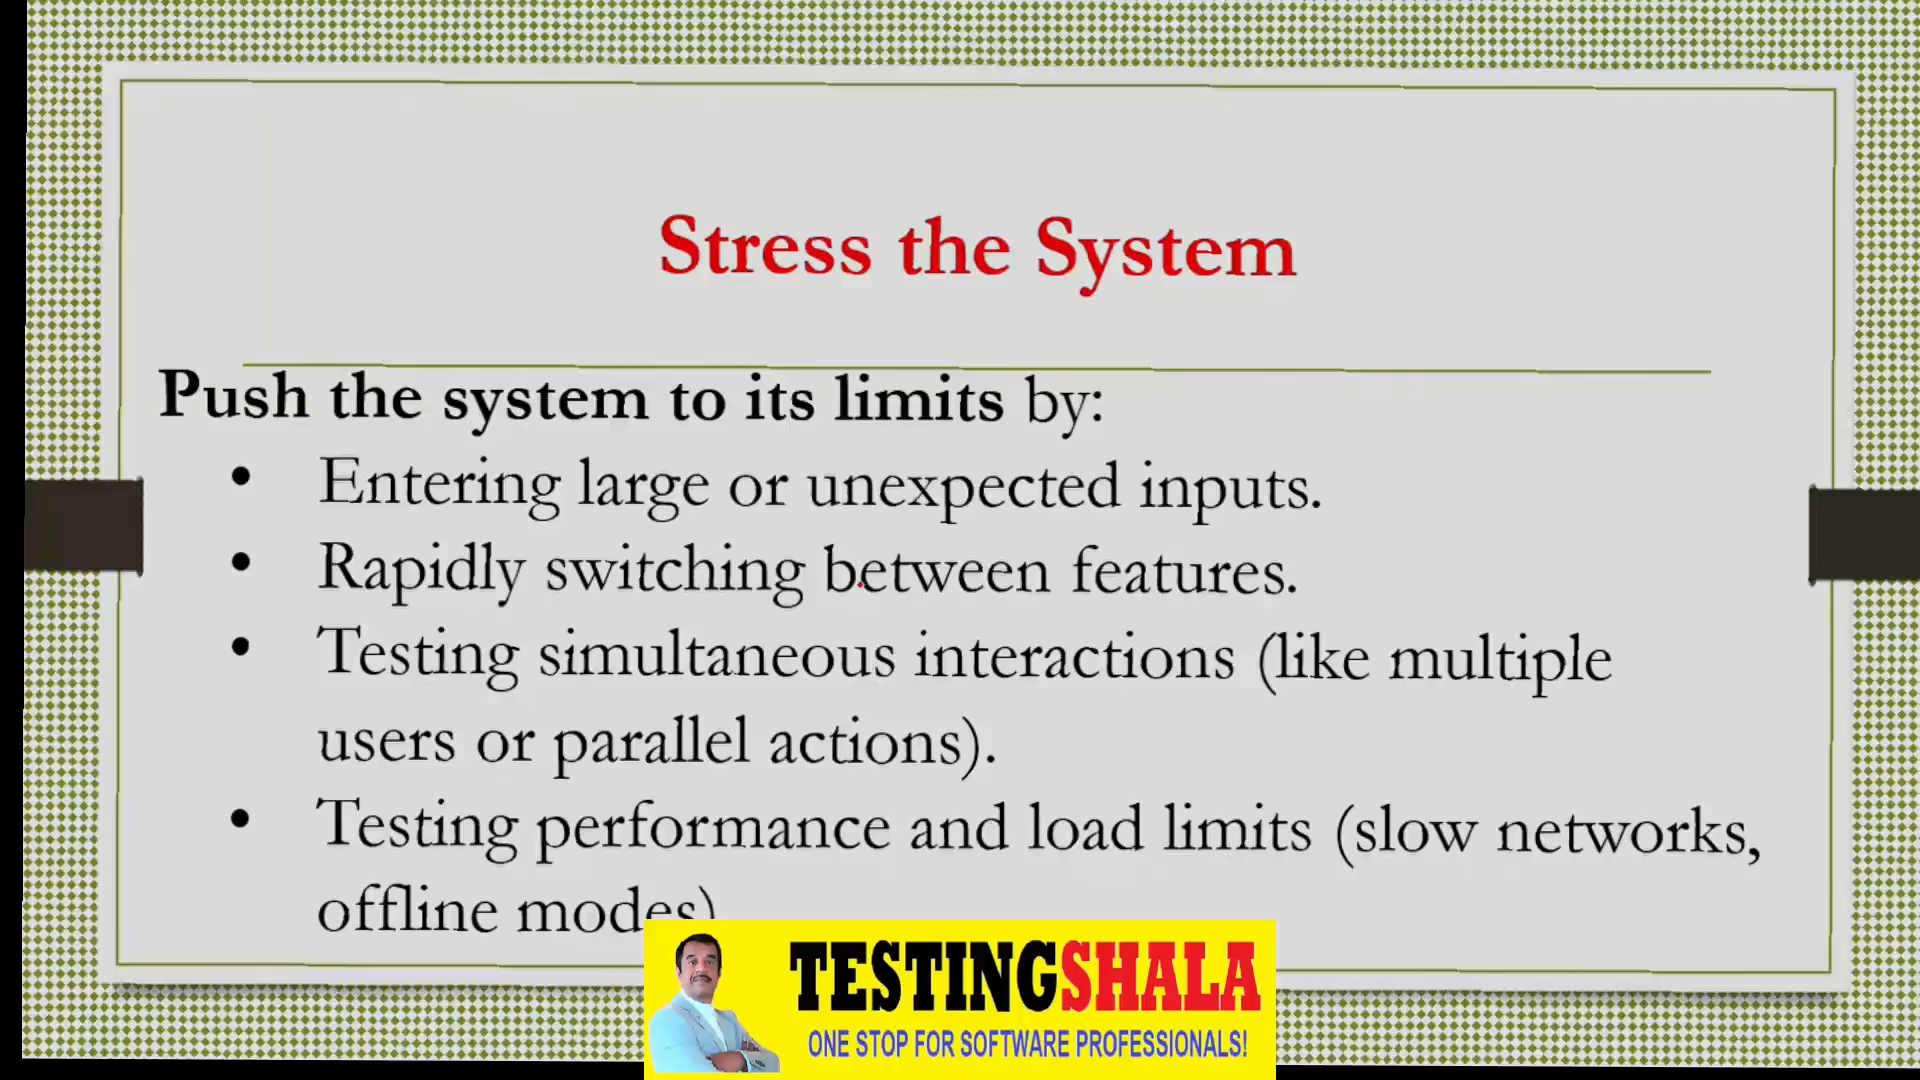 Stress the System
Push the system to its limits by:
• Entering large or unexpected inputs.
• Rapidly switching between features.
• Testing simultaneous interactions (like multiple
users or parallel actions).
• Testing performance and load limits (slow networks,
offline modes)
TESTINGSHALA
ONE STOP FOR SOFTWARE PROFESSIONALS!